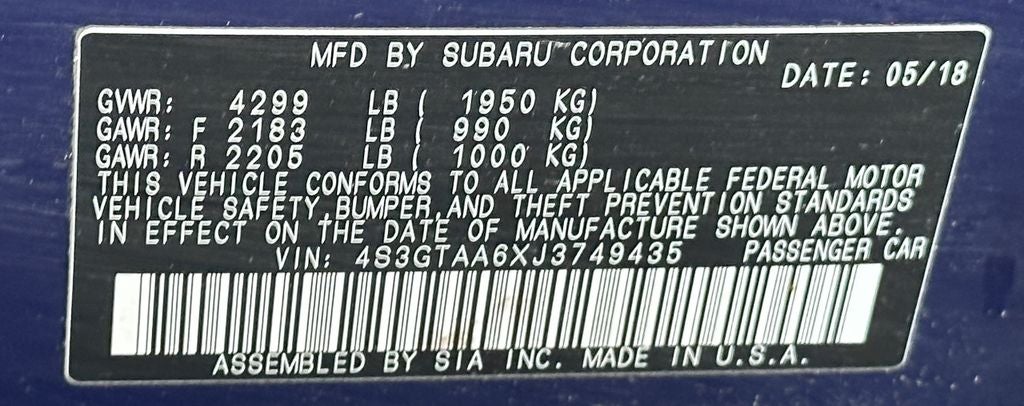 MFD BY SUBARU CORPORATION
DATE: 05/18
GVWR: 4299 LB ( 1950 KG)
GAWR: F 2183 LB ( 990 KG)
GAWR: R 2205 LB ( 1000 KG)
THIS VEHICLE CONFORMS TO ALL APPLICABLE FEDERAL MOTOR
VEHICLE SAFETY,BUMPER,AND THEFT PREVENTION STANDARDS
IN EFFECT ON THE DATE OF MANUFACTURE SHOWN ABOVE.
VIN: 4S3GTAA6XJ3749435 PASSENGER CAR
ASSEMBLED BY SIA INC. MADE IN U.S.A.